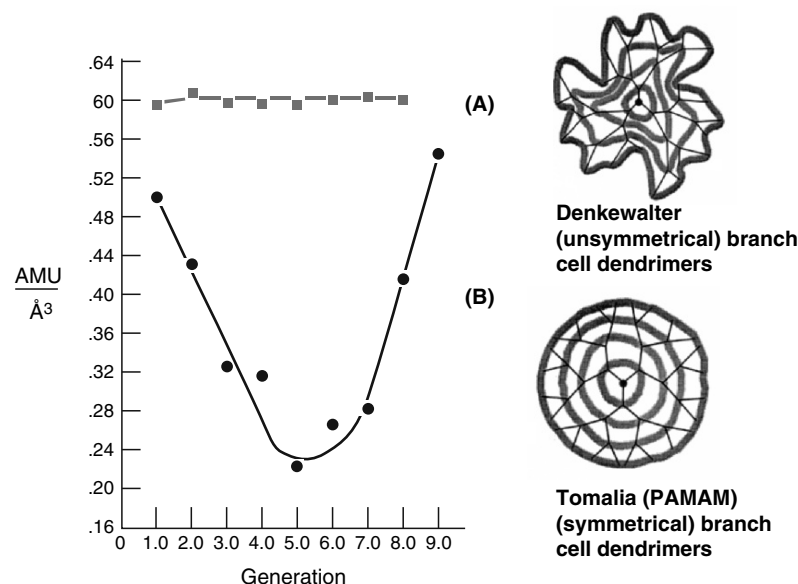 .64
.60
.56
.52
.48
.44
.40
.36
.32
.28
.24
.20
.16
AMU
Å3
0 1.0 2.0 3.0 4.0 5.0 6.0 7.0 8.0 9.0
Generation
(A)
Denkewalter
(unsymmetrical) branch
cell dendrimers
(B)
Tomalia (PAMAM)
(symmetrical) branch
cell dendrimers